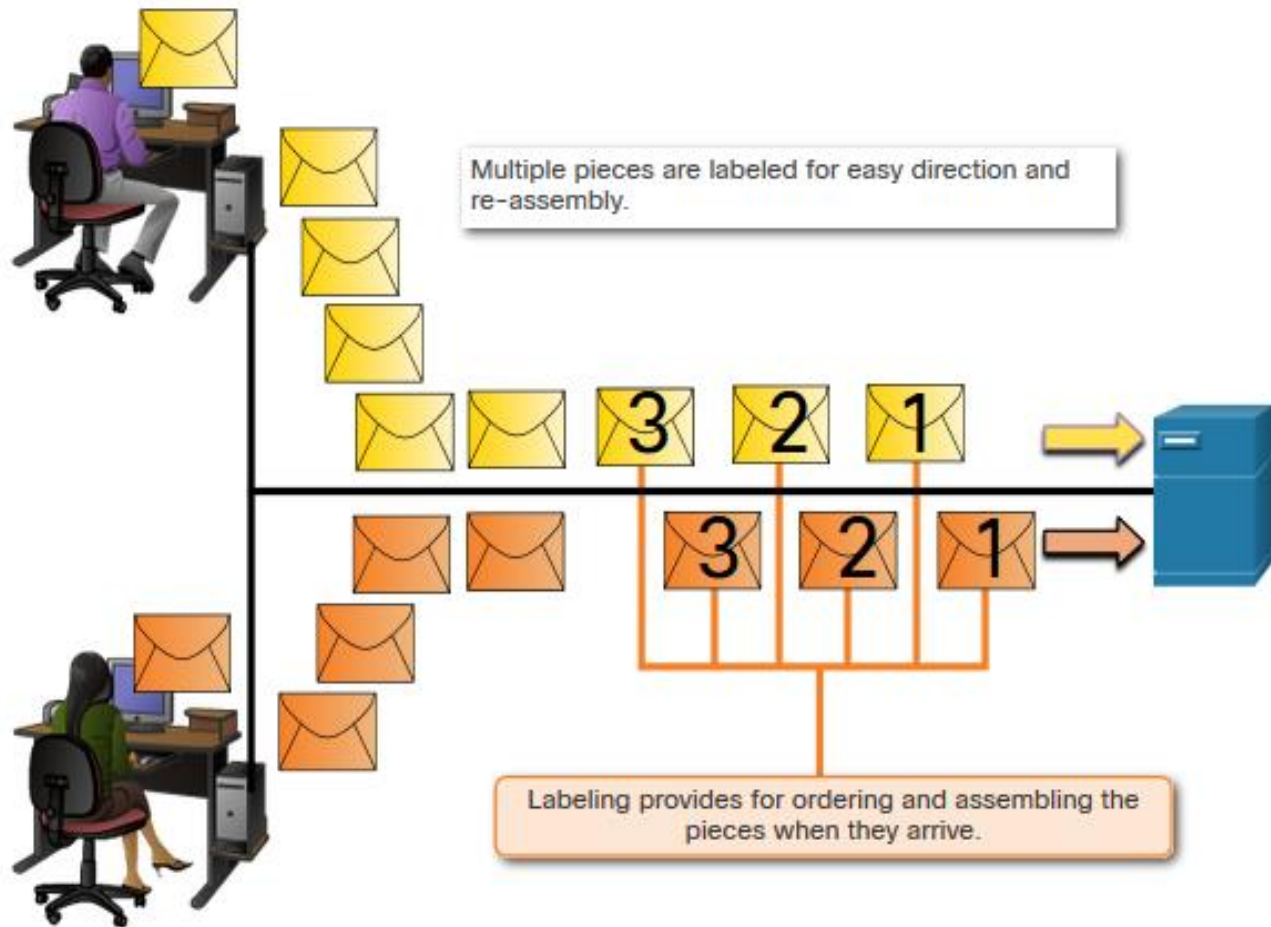 Multiple pieces are labeled for easy direction and
re-assembly.
3 2 1
3 2 1
Labeling provides for ordering and assembling the
pieces when they arrive.